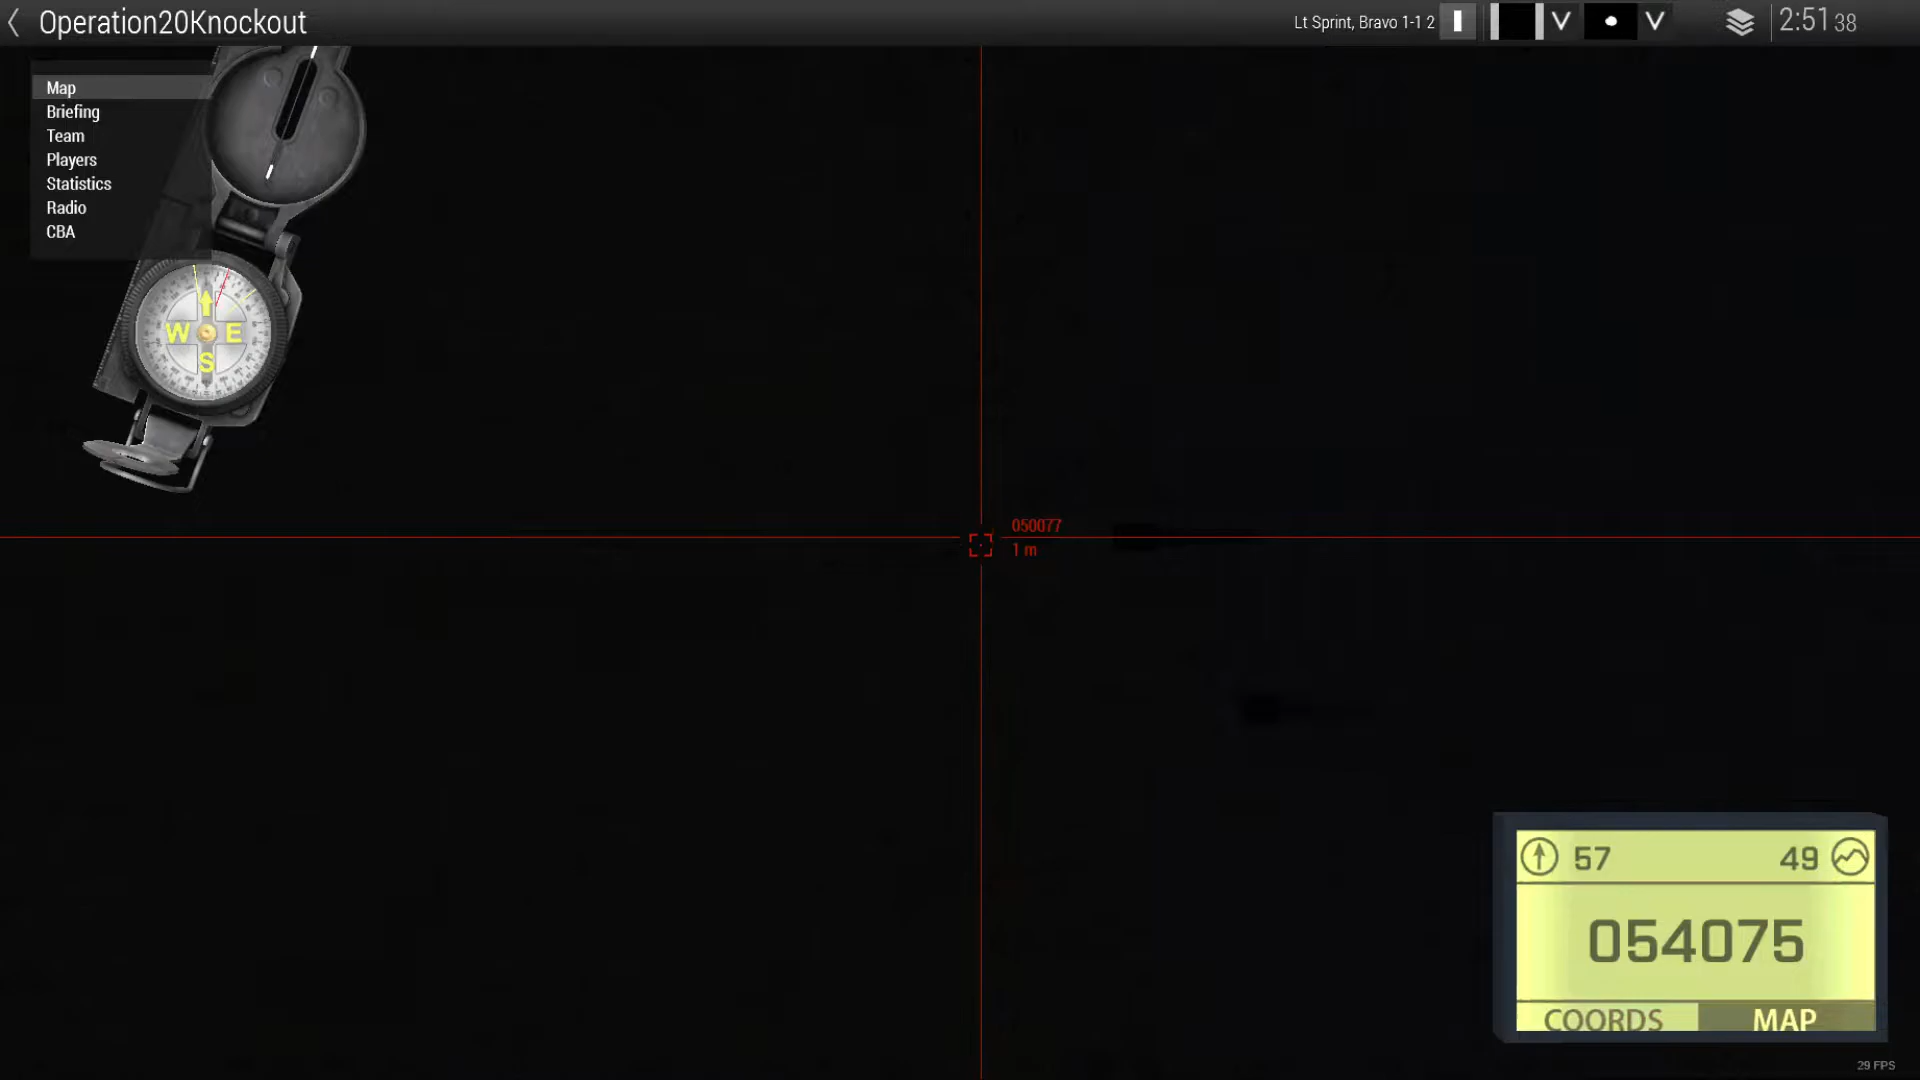 Operation20Knockout
Lt Sprint, Bravo 1-1 2
2:51 38
Map
Briefing
Team
Players
Statistics
Radio
CBA
W E
S
050077
1 m
57 49
054075
COORDS MAP
29 FPS